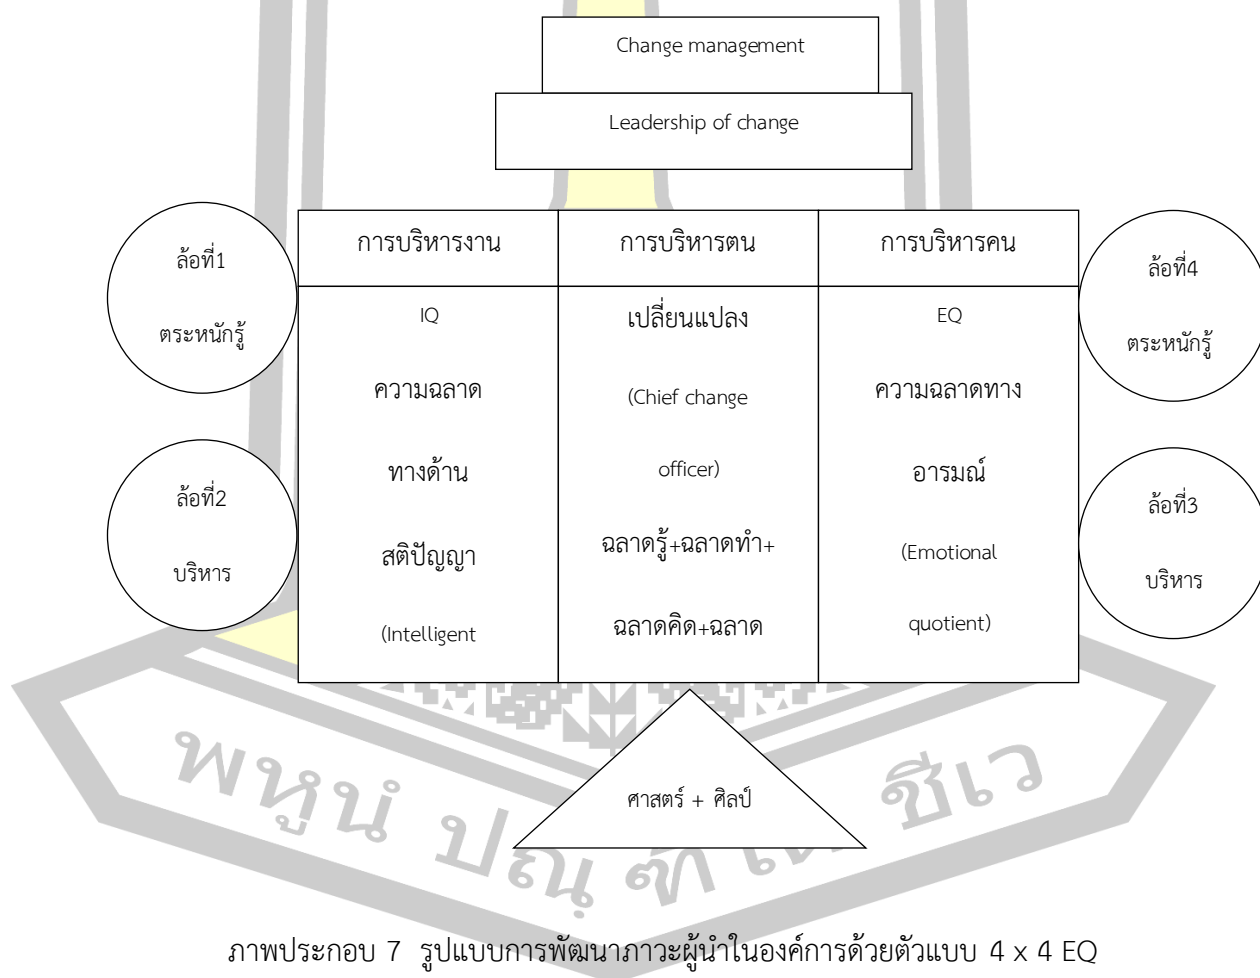 Change management
Leadership of change
การบริหารงาน การบริหารตน การบริหารคน
ล้อที่1
ตระหนักรู้
ล้อที่2
บริหาร
IQ
ความฉลาด
ทางด้าน
สติปัญญา
(Intelligent
เปลี่ยนแปลง
(Chief change
officer)
ฉลาดรู้+ฉลาดทำ+
ฉลาดคิด+ฉลาด
EQ
ความฉลาดทาง
อารมณ์
(Emotional
quotient)
ล้อที่4
ตระหนักรู้
ล้อที่3
บริหาร
ศาสตร์ + ศิลป์
พหูนํ ปณฺ ชีเว
ภาพประกอบ 7 รูปแบบการพัฒนาภาวะผู้นำในองค์การด้วยตัวแบบ 4 x 4 EQ